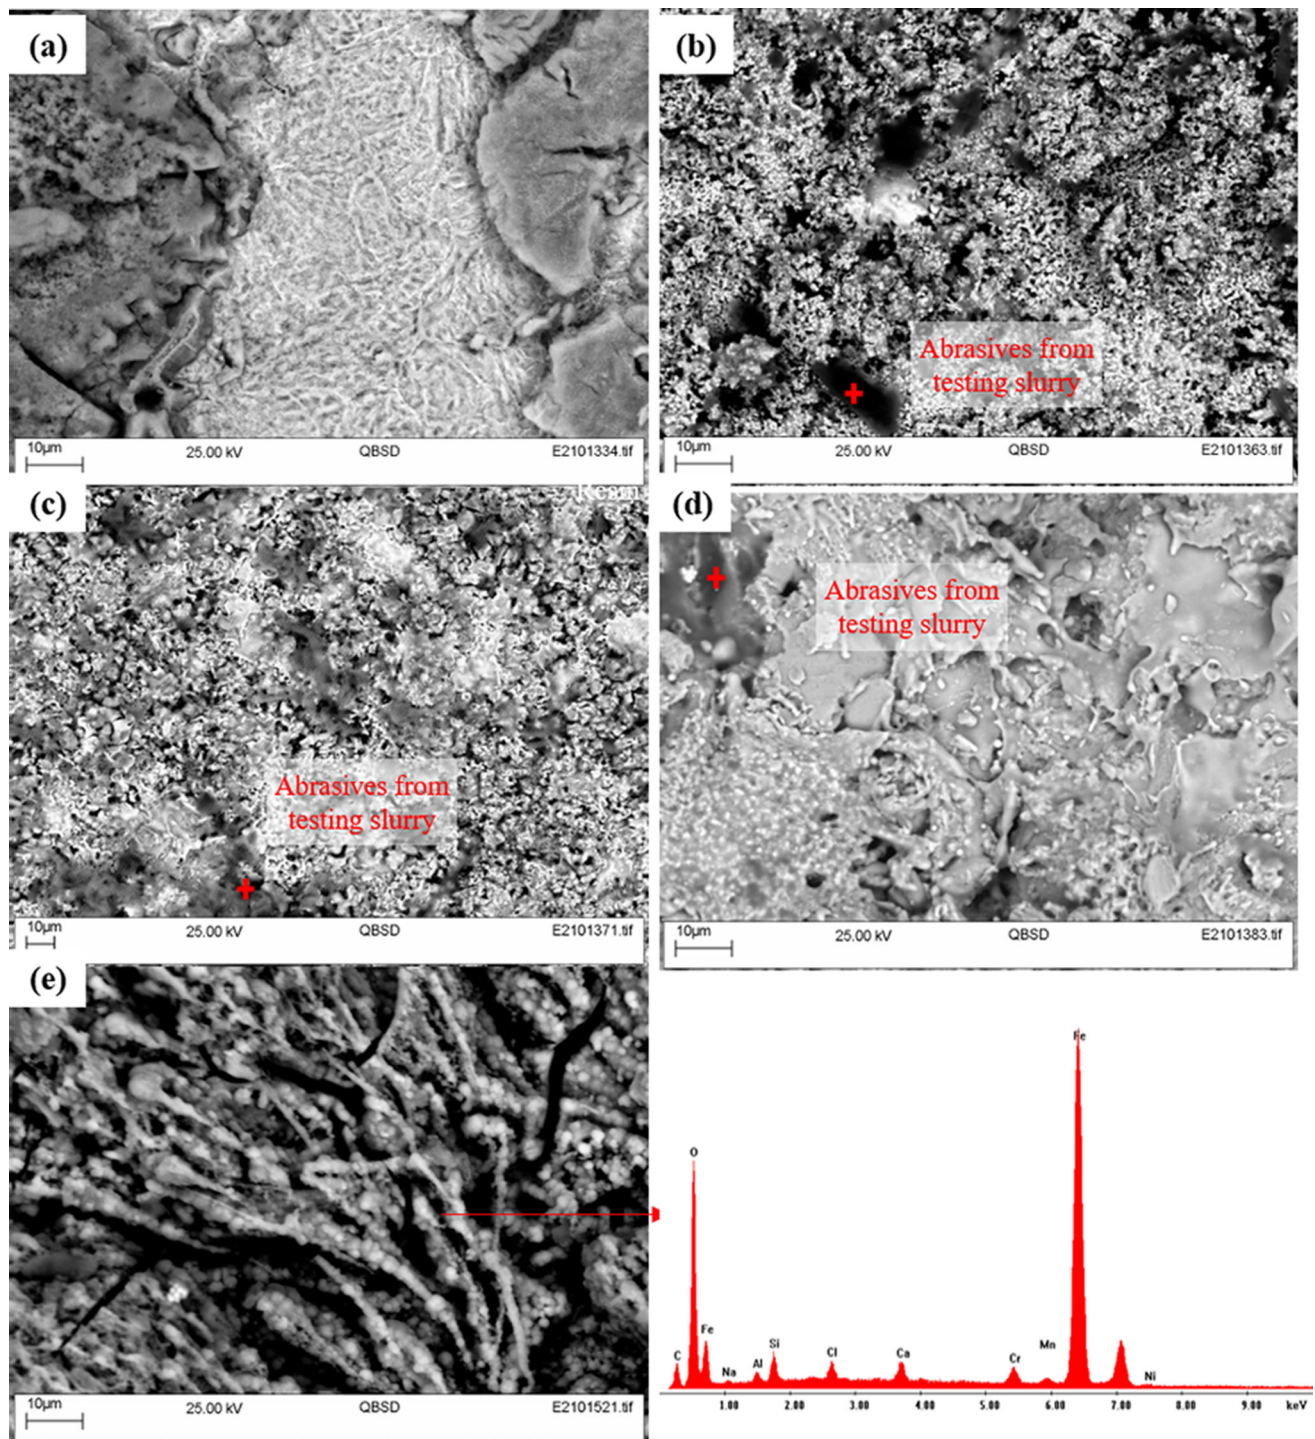 (a)
10µm
25.00 kV
QBSD
E2101334.tif
(b)
Abrasives from
testing slurry
10µm
25.00 kV
QBSD
E2101363.tif
(c)
Abrasives from
testing slurry
10µm
25.00 kV
QBSD
E2101371.tif
(d)
Abrasives from
testing slurry
10µm
25.00 kV
QBSD
E2101383.tif
(e)
10µm
25.00 kV
QBSD
E2101521.tif
Fe
O
Fe
C
Na
Al
Si
Cl
Ca
Cr
Mn
Ni
1.00 2.00 3.00 4.00 5.00 6.00 7.00 8.00 9.00 keV